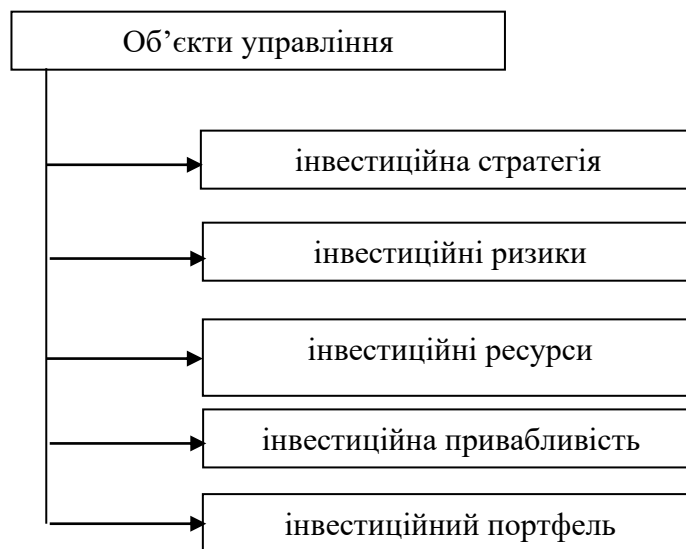 Об’єкти управління
інвестиційна стратегія
інвестиційні ризики
інвестиційні ресурси
інвестиційна привабливість
інвестиційний портфель